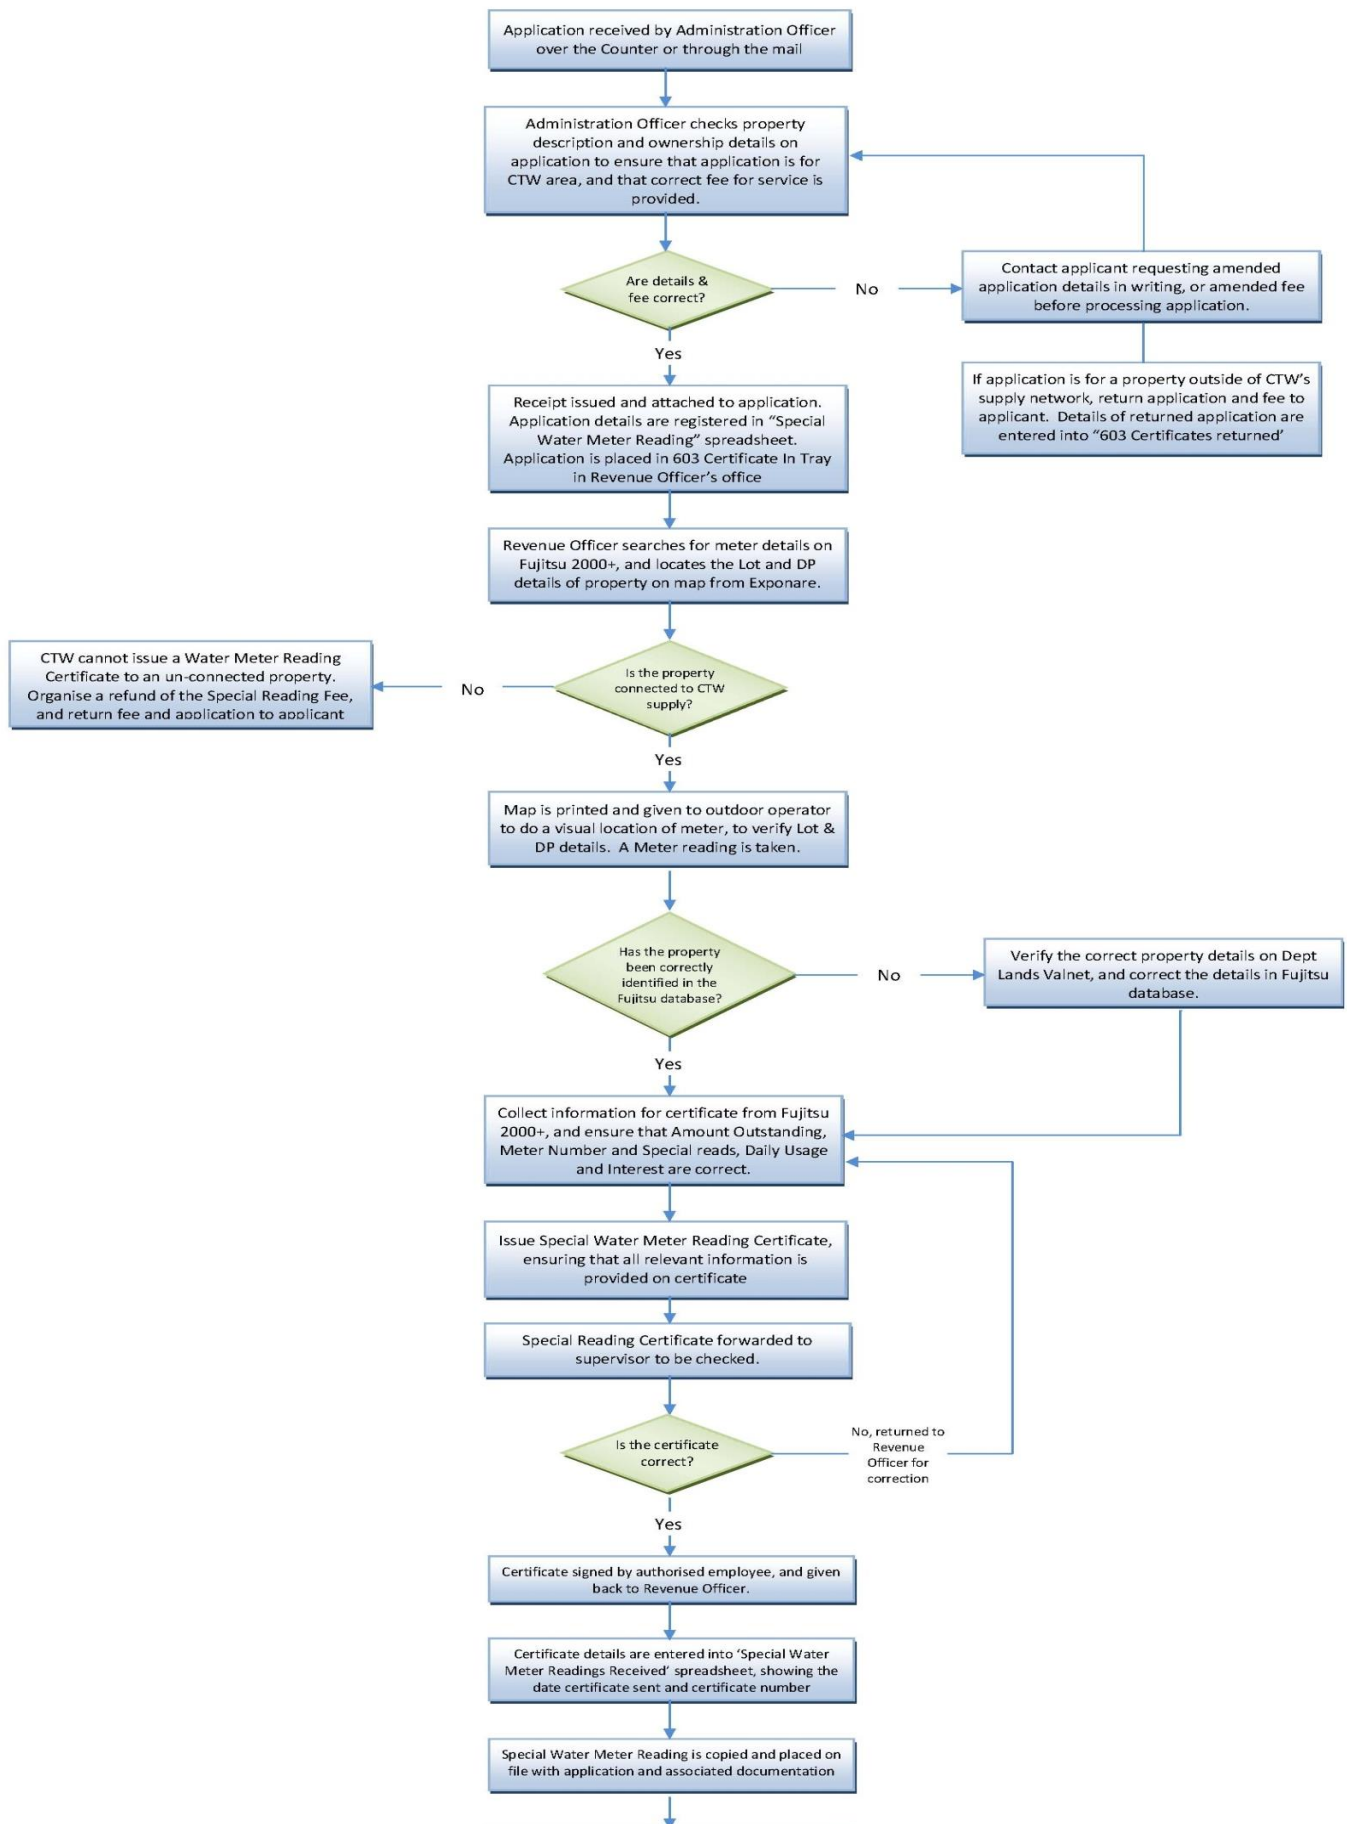 Application received by Administration Officer
over the Counter or through the mail
Administration Officer checks property
description and ownership details on
application to ensure that application is for
CTW area, and that correct fee for service is
provided.
Are details &
fee correct?
No
Contact applicant requesting amended
application details in writing, or amended fee
before processing application.
If application is for a property outside of CTW's
supply network, return application and fee to
applicant.  Details of returned application are
entered into "603 Certificates returned'
Yes
Receipt issued and attached to application.
Application details are registered in "Special
Water Meter Reading" spreadsheet.
Application is placed in 603 Certificate In Tray
in Revenue Officer's office
Revenue Officer searches for meter details on
Fujitsu 2000+, and locates the Lot and DP
details of property on map from Exponare.
Is the property
connected to CTW
supply?
No
CTW cannot issue a Water Meter Reading
Certificate to an un-connected property.
Organise a refund of the Special Reading Fee,
and return fee and application to applicant
Yes
Map is printed and given to outdoor operator
to do a visual location of meter, to verify Lot &
DP details.  A Meter reading is taken.
Has the property
been correctly
identified in the
Fujitsu database?
No
Verify the correct property details on Dept
Lands Valnet, and correct the details in Fujitsu
database.
Yes
Collect information for certificate from Fujitsu
2000+, and ensure that Amount Outstanding,
Meter Number and Special reads, Daily Usage
and Interest are correct.
Issue Special Water Meter Reading Certificate,
ensuring that all relevant information is
provided on certificate
Special Reading Certificate forwarded to
supervisor to be checked.
Is the certificate
correct?
No, returned to
Revenue
Officer for
correction
Yes
Certificate signed by authorised employee, and given
back to Revenue Officer.
Certificate details are entered into 'Special Water
Meter Readings Received' spreadsheet, showing the
date certificate sent and certificate number
Special Water Meter Reading is copied and placed on
file with application and associated documentation